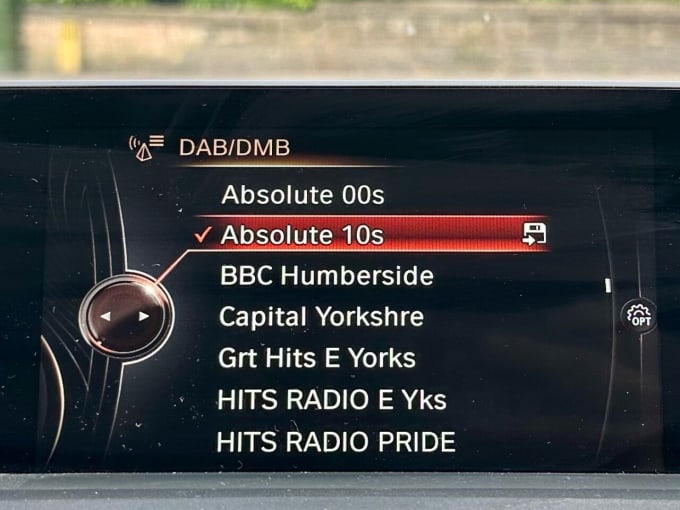 DAB/DMB
Absolute 00s
Absolute 10s
BBC Humberside
Capital Yorkshre
Grt Hits E Yorks
HITS RADIO E Yks
HITS RADIO PRIDE
OPT